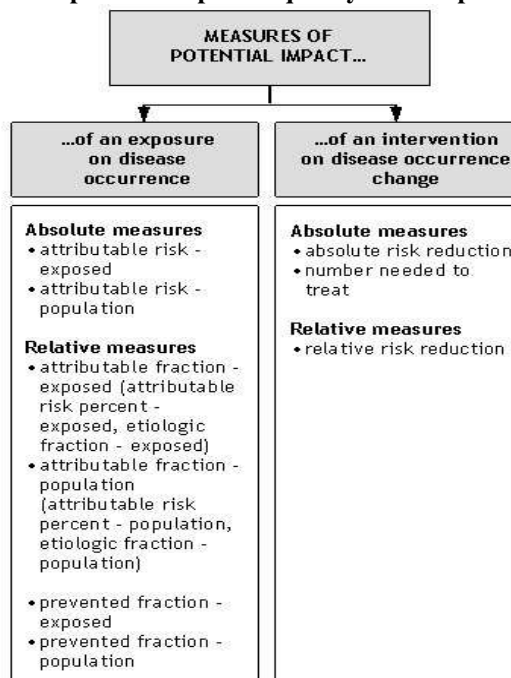 MEASURES OF
POTENTIAL IMPACT...
...of an exposure
on disease
occurrence
...of an intervention
on disease occurrence
change
Absolute measures
• attributable risk -
exposed
• attributable risk -
population
Relative measures
• attributable fraction -
exposed (attributable
risk percent -
exposed, etiologic
fraction - exposed)
• attributable fraction -
population
(attributable risk
percent - population,
etiologic fraction -
population)
• prevented fraction -
exposed
• prevented fraction -
population
Absolute measures
• absolute risk reduction
• number needed to
treat
Relative measures
• relative risk reduction